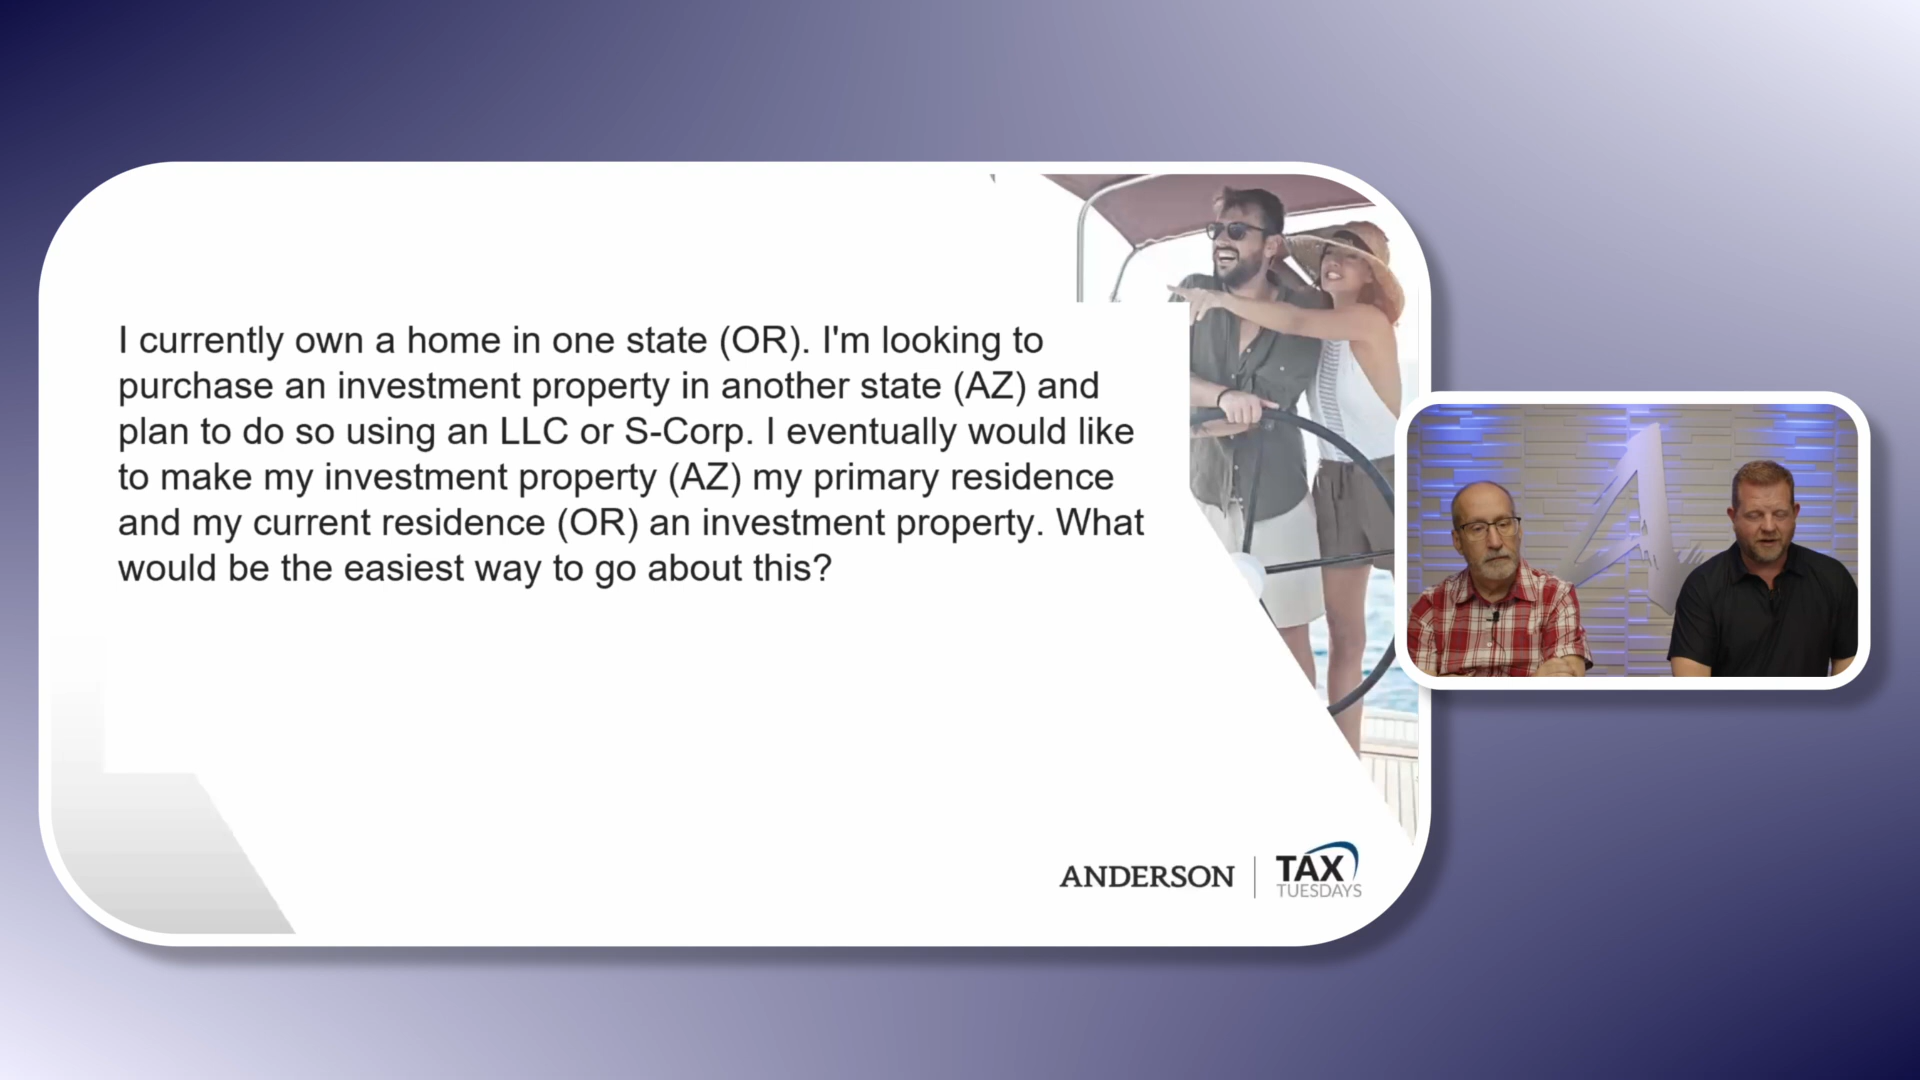 I currently own a home in one state (OR). I'm looking to
purchase an investment property in another state (AZ) and
plan to do so using an LLC or S-Corp. I eventually would like
to make my investment property (AZ) my primary residence
and my current residence (OR) an investment property. What
would be the easiest way to go about this?
ANDERSON | TAX
TUESDAYS